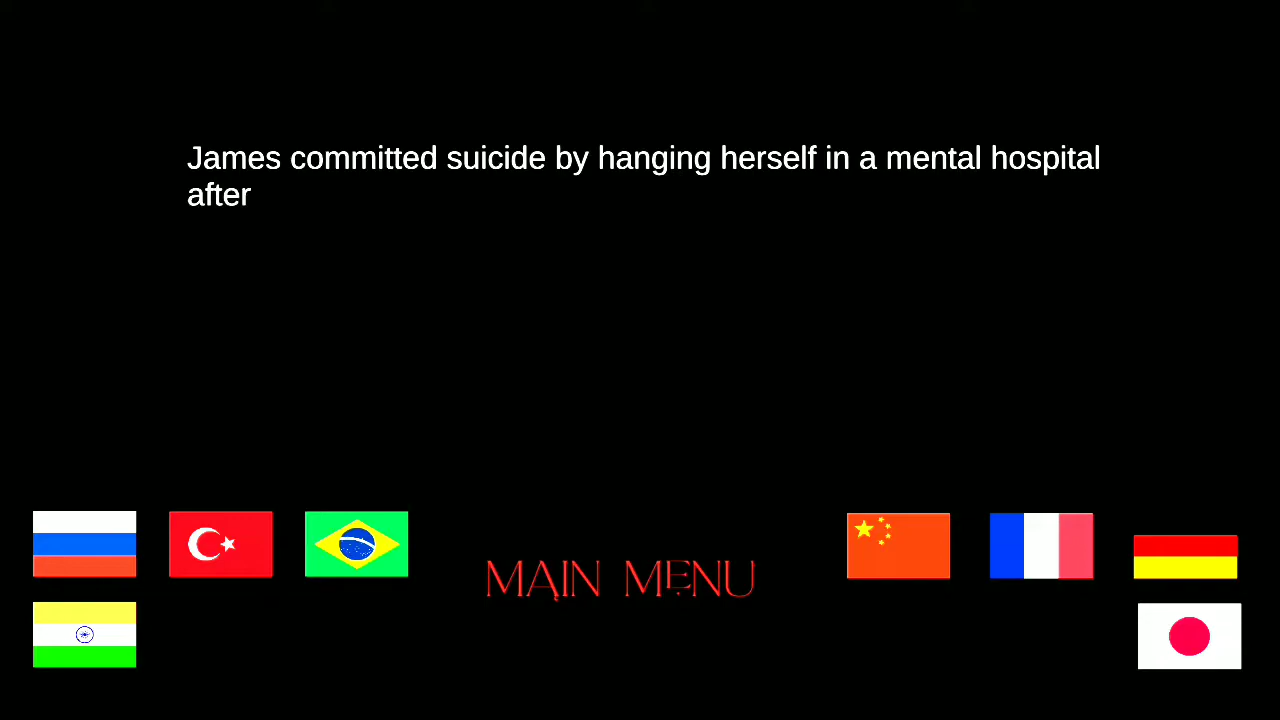 James committed suicide by hanging herself in a mental hospital
after
MAIN MENU